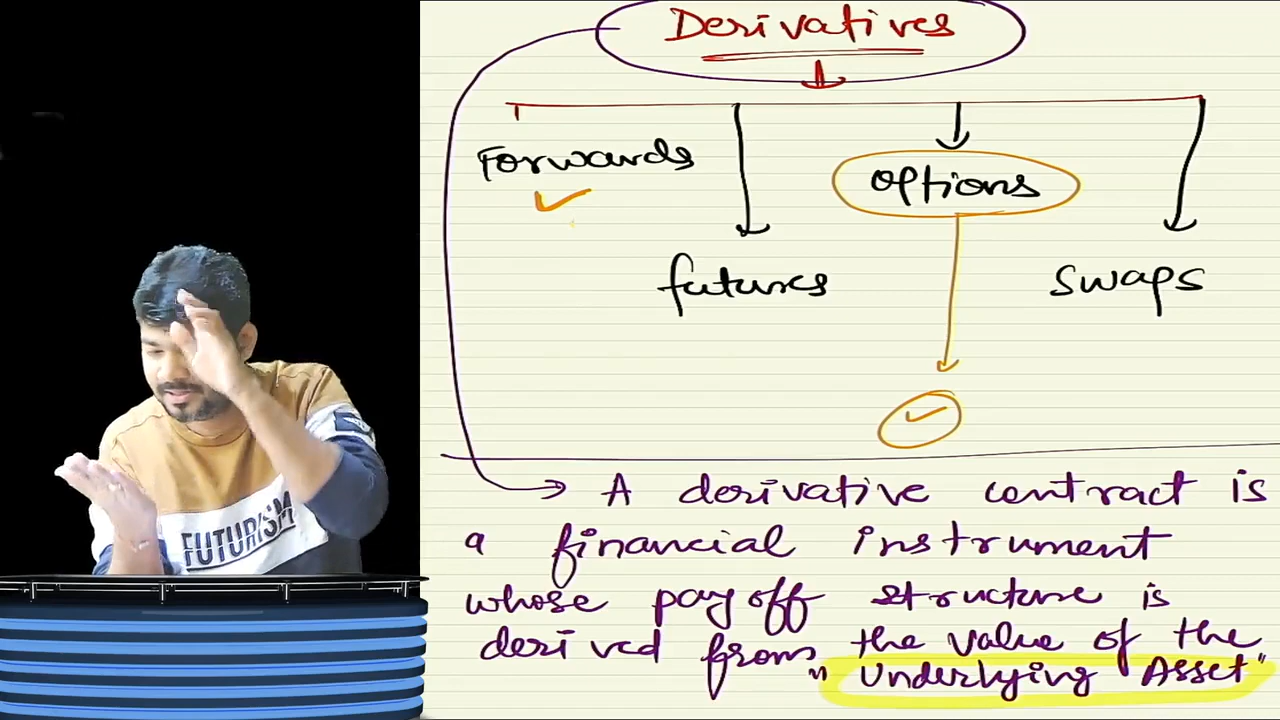 Derivatives
Forwards
options
futures
swaps
A derivative contract is
a financial instrument
whose payoff structure is
derived from the value of the
"Underlying Asset"
FUTURISM